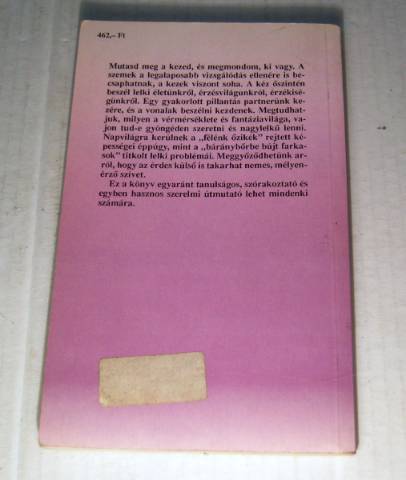 462,– Ft
Mutasd meg a kezed, és megmondom, ki vagy. A
szemek a legalaposabb vizsgálódás ellenére is be-
csaphatnak, a kezek viszont soha. A kéz őszintén
beszél lelki életünkről, érzésvilágunkról, érzékisé-
günkről. Egy gyakorlott pillantás partnerünk ke-
zére, és a vonalak beszélni kezdenek. Megtudhat-
juk, milyen a vérmérséklete és fantáziavilága, va-
jon tud-e gyöngéden szeretni és nagylelkű lenni.
Napvilágra kerülnek a „félénk őzikék” rejtett ké-
pességei éppúgy, mint a „báránybőrbe bújt farka-
sok” titkolt lelki problémái. Meggyőződhetünk ar-
ról, hogy az érdes külső is takarhat nemes, mélyen-
érző szívet.
Ez a könyv egyaránt tanulságos, szórakoztató és
egyben hasznos szerelmi útmutató lehet mindenki
számára.